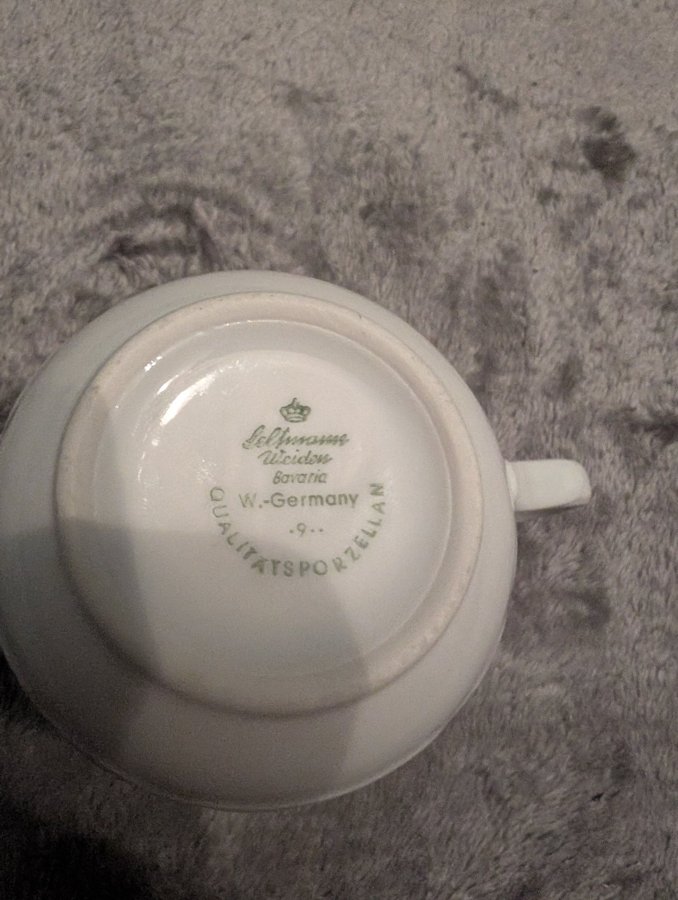 Seltmann
Weiden
Bavaria
W.-Germany
·9··
QUALITÄTSPORZELLAN